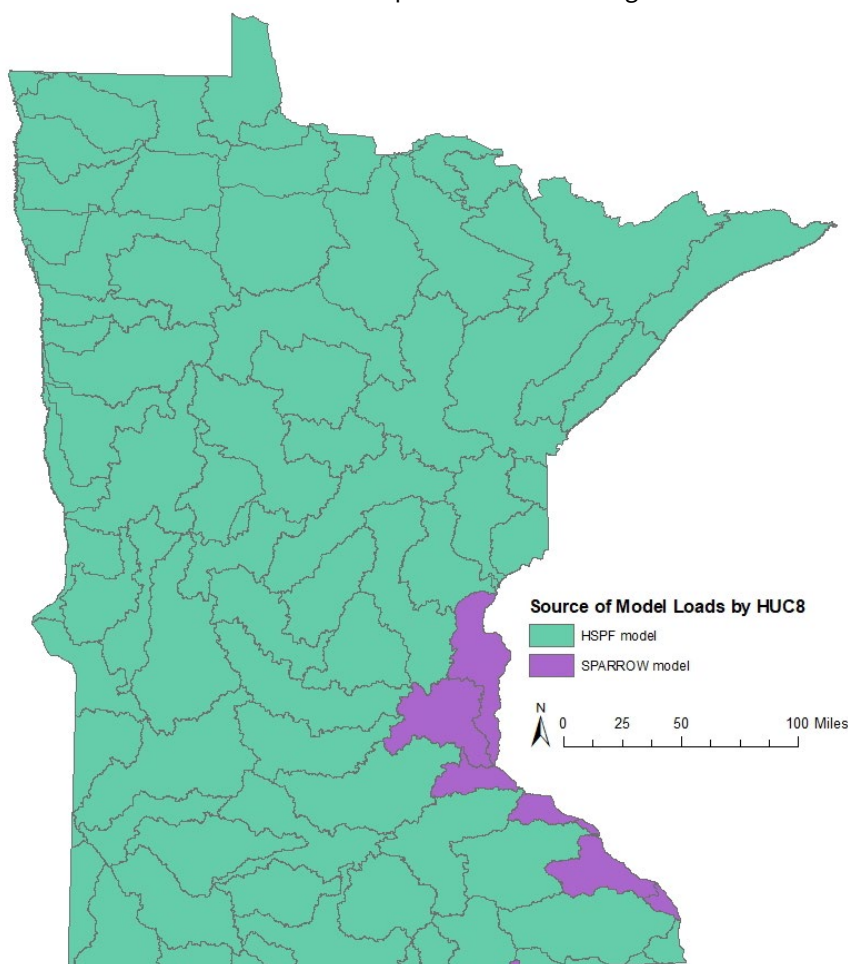 Source of Model Loads by HUC8
HSPF model
SPARROW model
N
0 25 50 100 Miles